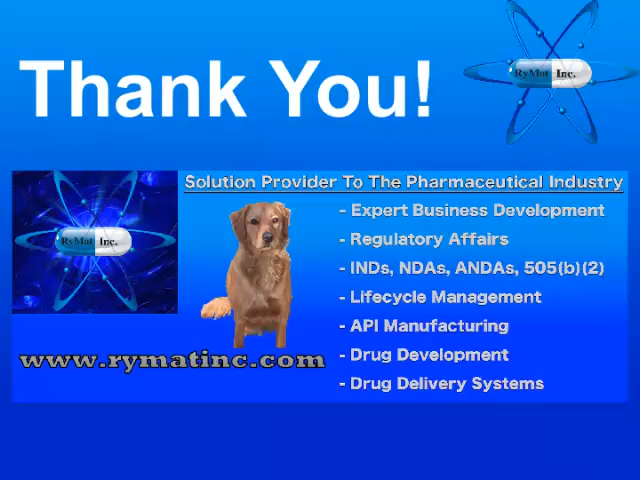 Thank You!
RyMat Inc.
Solution Provider To The Pharmaceutical Industry
RyMat Inc.
- Expert Business Development
- Regulatory Affairs
- INDs, NDAs, ANDAs, 505(b)(2)
- Lifecycle Management
- API Manufacturing
- Drug Development
- Drug Delivery Systems
www.rymatinc.com